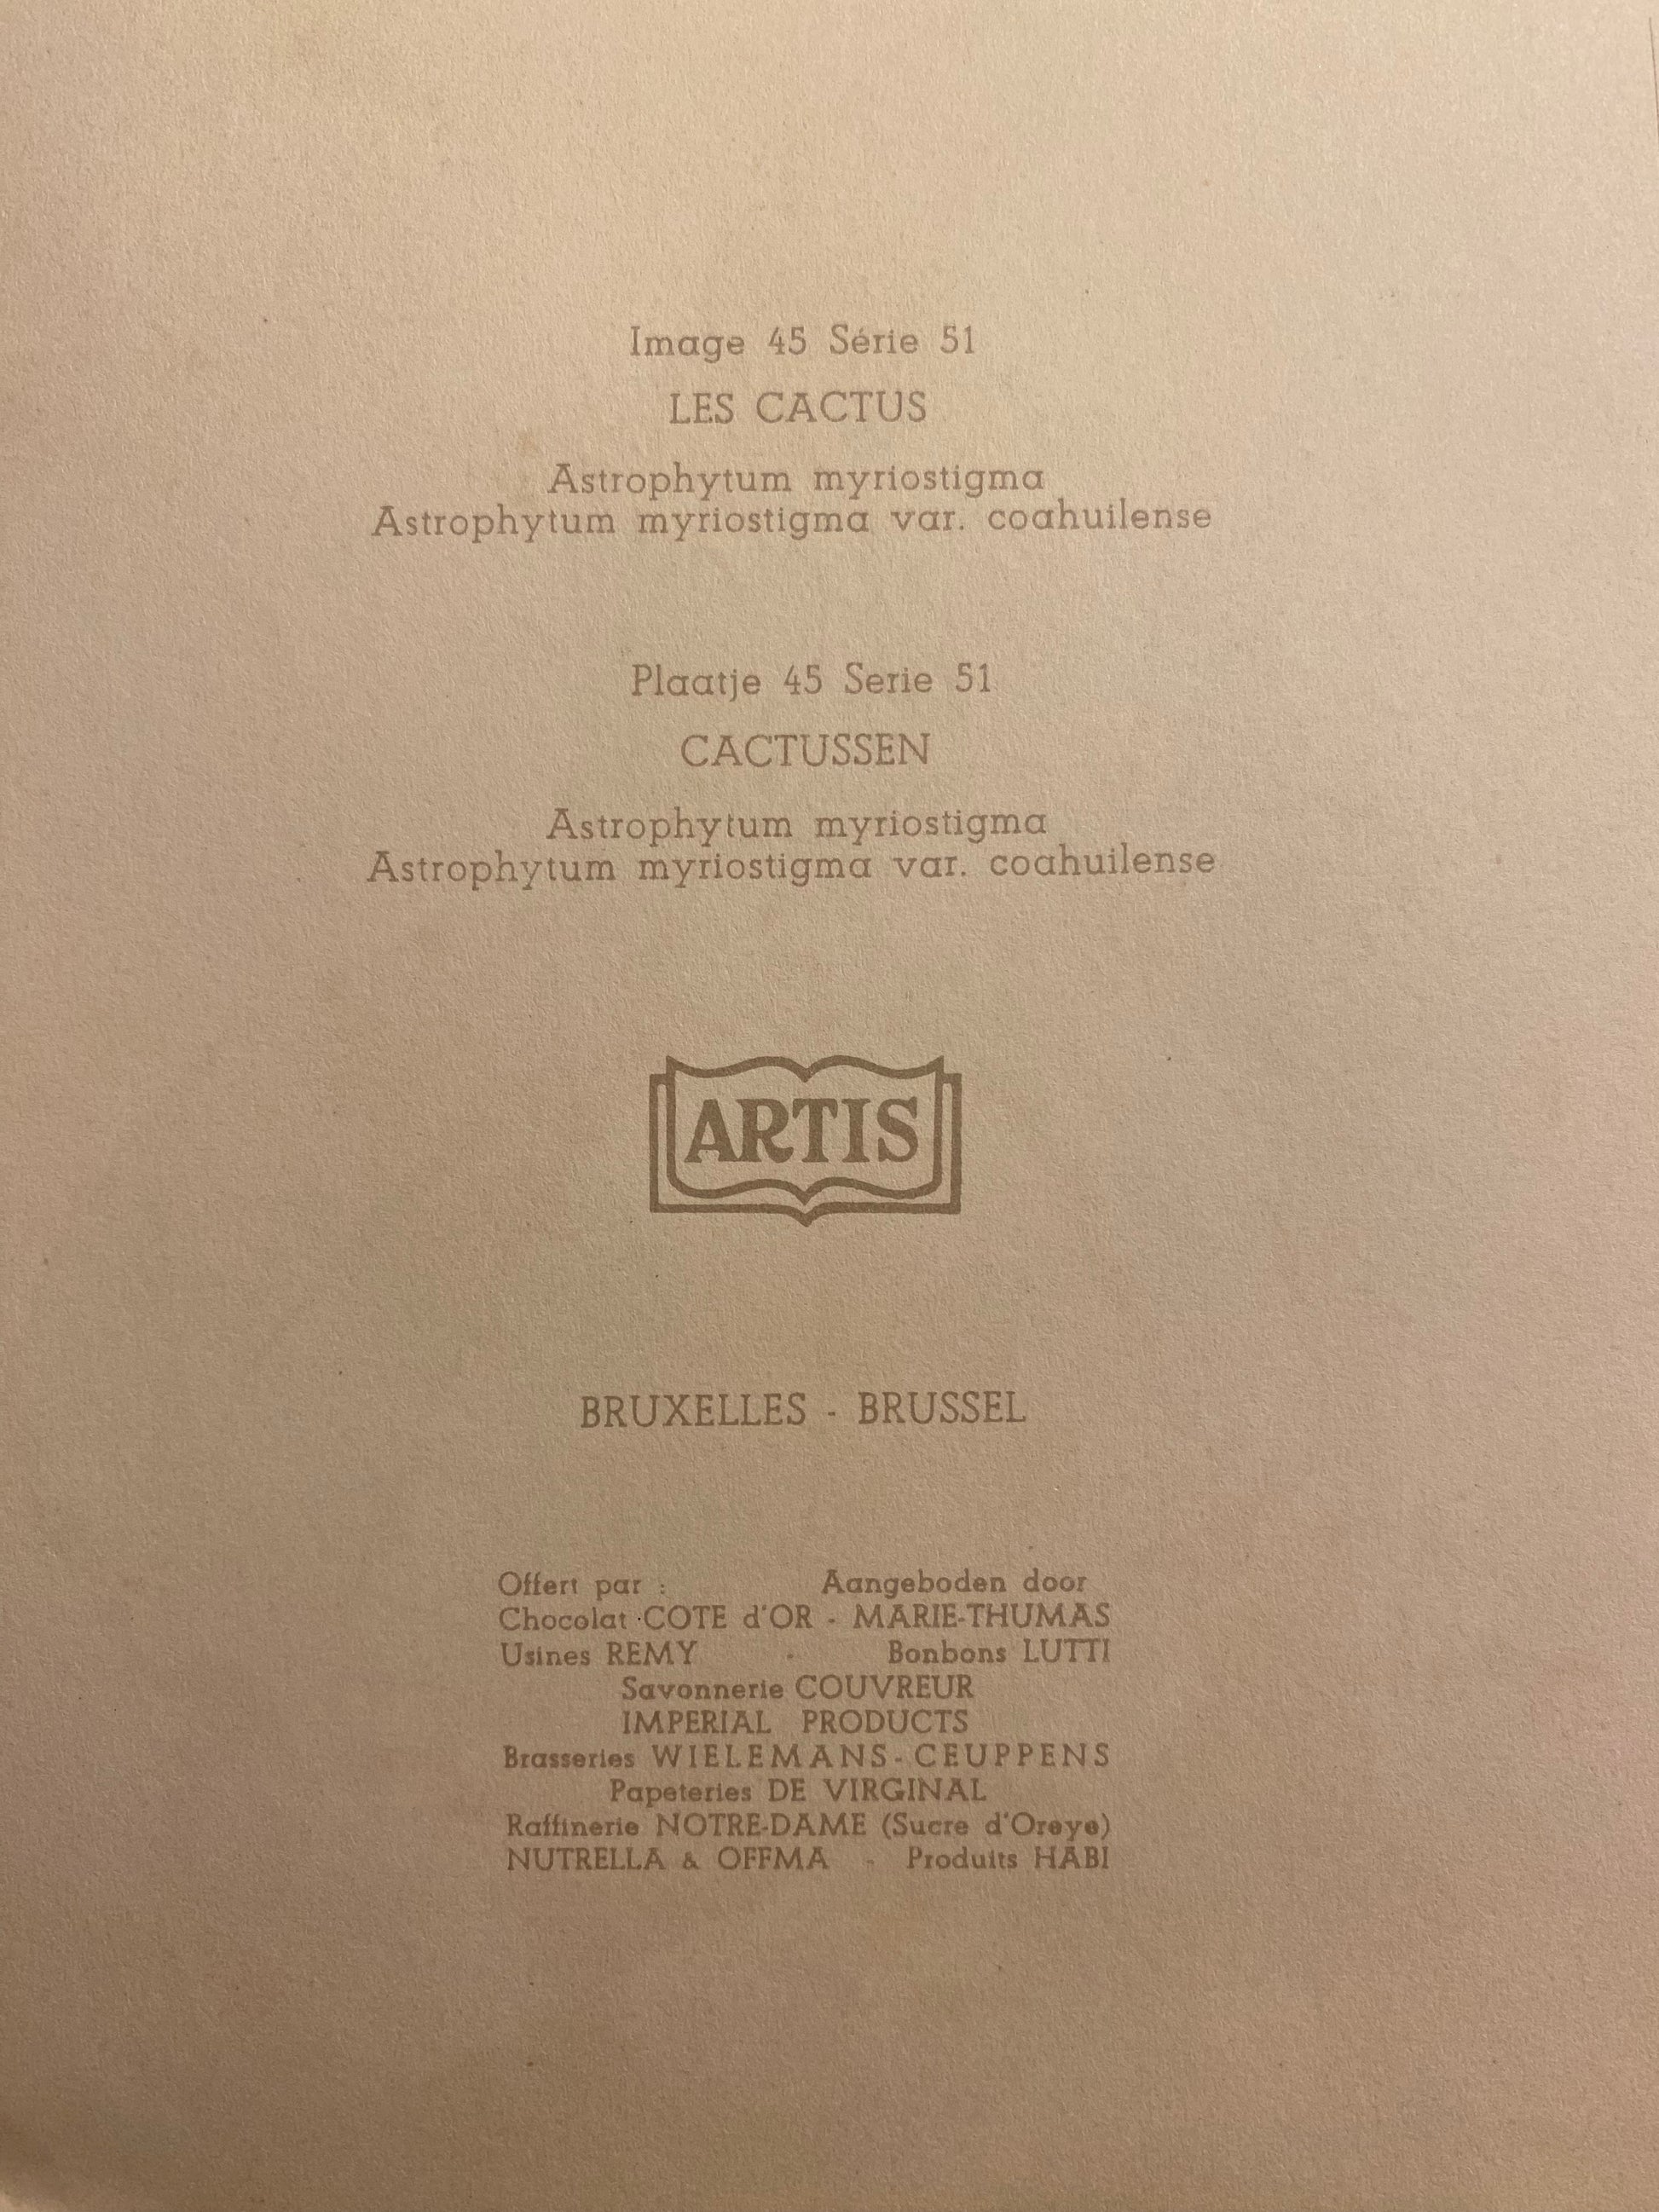 Image 45 Série 51
LES CACTUS
Astrophytum myriostigma
Astrophytum myriostigma var. coahuilense
Plaatje 45 Serie 51
CACTUSSEN
Astrophytum myriostigma
Astrophytum myriostigma var. coahuilense
ARTIS
BRUXELLES - BRUSSEL
Offert par : Aangeboden door
Chocolat COTE d'OR - MARIE-THUMAS
Usines REMY - Bonbons LUTTI
Savonnerie COUVREUR
IMPERIAL PRODUCTS
Brasseries WIELEMANS-CEUPPENS
Papeteries DE VIRGINAL
Raffinerie NOTRE-DAME (Sucre d'Oreye)
NUTRELLA & OFFMA - Produits HABI